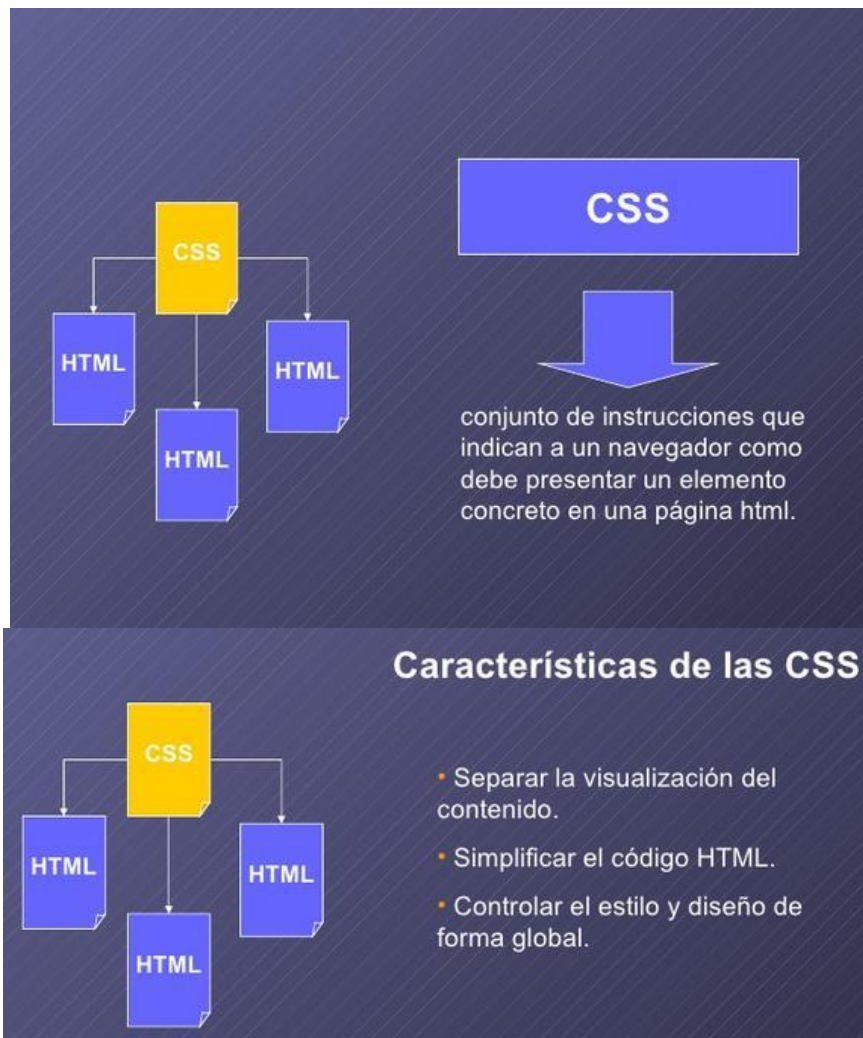 CSS
CSS
HTML
HTML
HTML
conjunto de instrucciones que
indican a un navegador como
debe presentar un elemento
concreto en una página html.
Características de las CSS
CSS
HTML
HTML
HTML
• Separar la visualización del
contenido.
• Simplificar el código HTML.
• Controlar el estilo y diseño de
forma global.